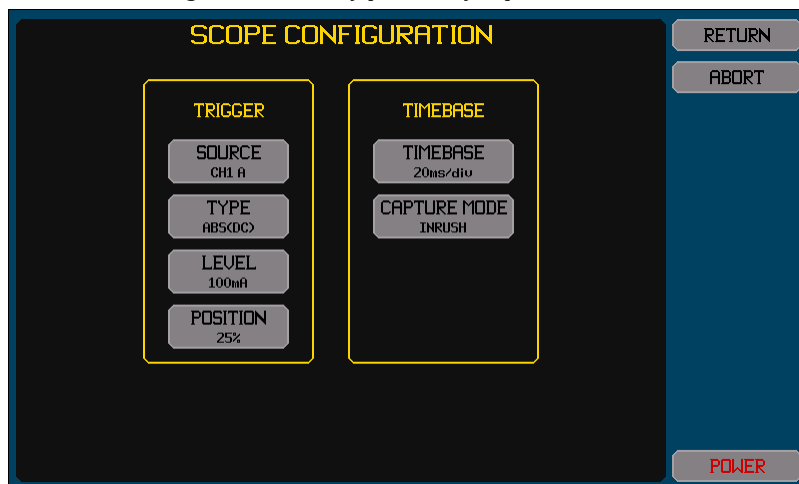 SCOPE CONFIGURATION
RETURN
ABORT
TRIGGER
SOURCE
CH1 A
TYPE
ABS(DC)
LEVEL
100mA
POSITION
25%
TIMEBASE
TIMEBASE
20ms/div
CAPTURE MODE
INRUSH
POWER